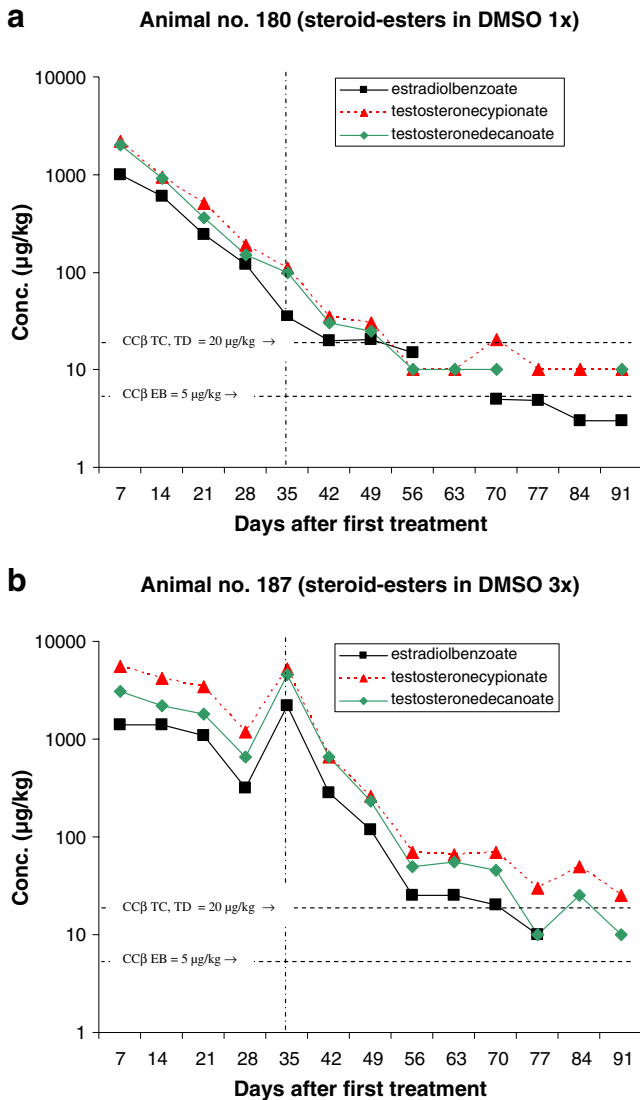 a
Animal no. 180 (steroid-esters in DMSO 1x)
estradiolbenzoate
testosteronecypionate
testosteronedecanoate
Conc. (µg/kg)
10000
1000
100
10
1
CCβ TC, TD = 20 µg/kg →
CCβ EB = 5 µg/kg →
7 14 21 28 35 42 49 56 63 70 77 84 91
Days after first treatment
b
Animal no. 187 (steroid-esters in DMSO 3x)
estradiolbenzoate
testosteronecypionate
testosteronedecanoate
Conc. (µg/kg)
10000
1000
100
10
1
CCβ TC, TD = 20 µg/kg →
CCβ EB = 5 µg/kg →
7 14 21 28 35 42 49 56 63 70 77 84 91
Days after first treatment